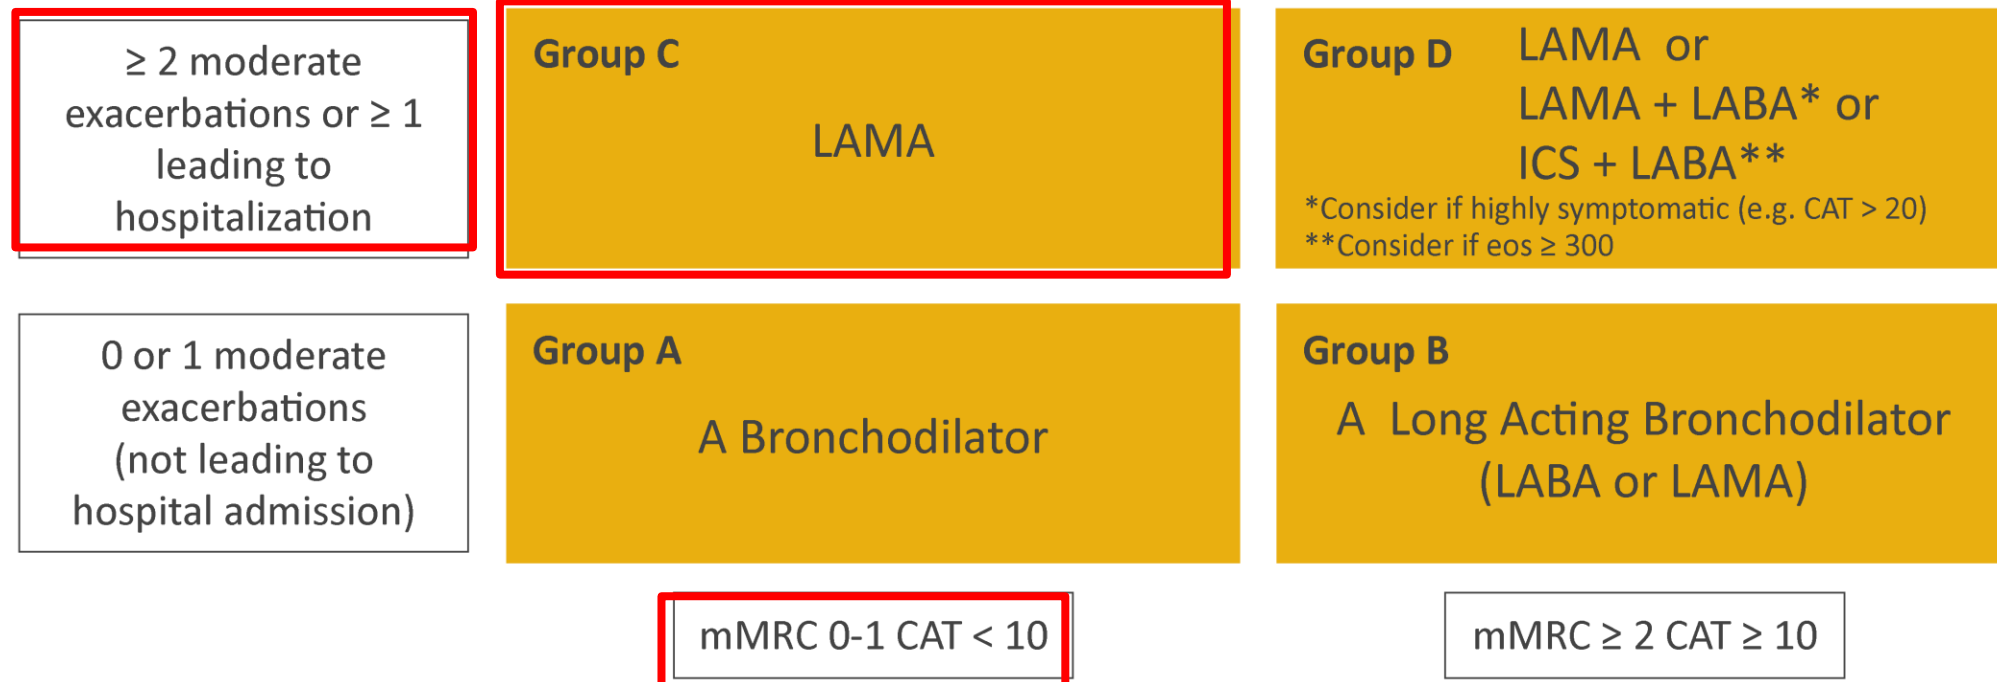 ≥ 2 moderate
exacerbations or ≥ 1
leading to
hospitalization
Group C
LAMA
Group D
LAMA or
LAMA + LABA* or
ICS + LABA**
*Consider if highly symptomatic (e.g. CAT > 20)
**Consider if eos ≥ 300
0 or 1 moderate
exacerbations
(not leading to
hospital admission)
Group A
A Bronchodilator
Group B
A Long Acting Bronchodilator
(LABA or LAMA)
mMRC 0-1 CAT < 10
mMRC ≥ 2 CAT ≥ 10